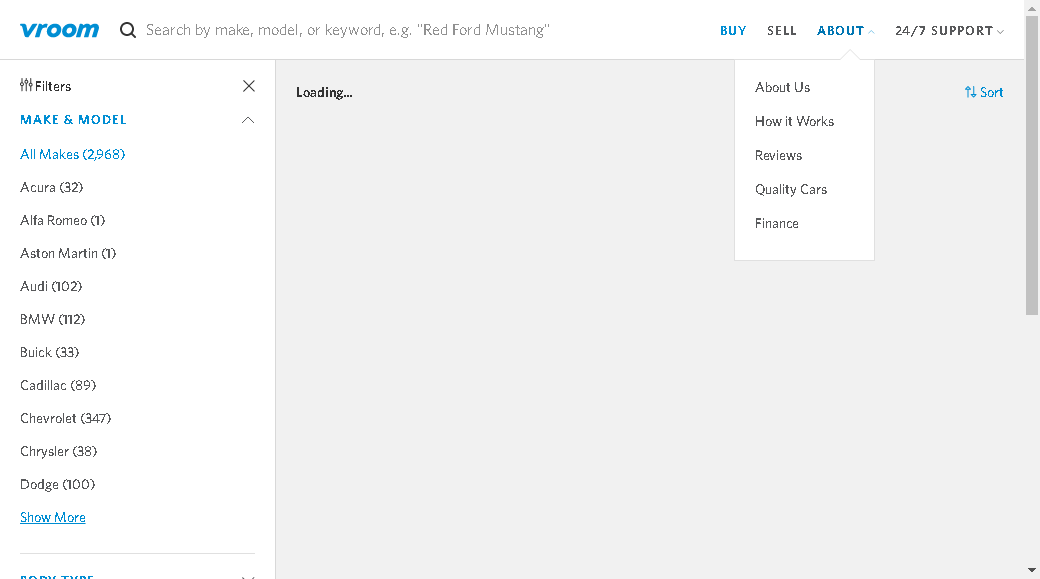 vroom Search by make, model, or keyword, e.g. "Red Ford Mustang" BUY SELL ABOUT 24/7 SUPPORT
Filters
MAKE & MODEL
All Makes (2,968)
Acura (32)
Alfa Romeo (1)
Aston Martin (1)
Audi (102)
BMW (112)
Buick (33)
Cadillac (89)
Chevrolet (347)
Chrysler (38)
Dodge (100)
Show More
BODY TYPE
Loading...
Sort
About Us
How it Works
Reviews
Quality Cars
Finance